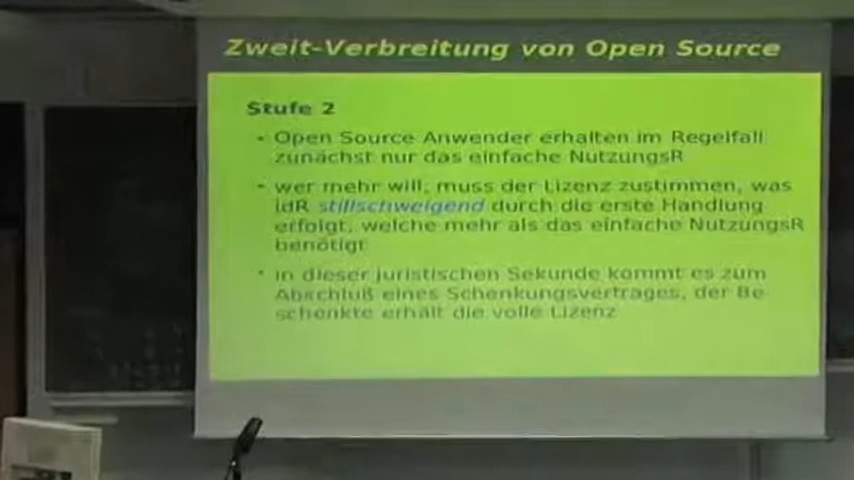 Zweit-Verbreitung von Open Source
Stufe 2
• Open Source Anwender erhalten im Regelfall
zunächst nur das einfache NutzungsR
• wer mehr will, muss der Lizenz zustimmen, was
idR stillschweigend durch die erste Handlung
erfolgt, welche mehr als das einfache NutzungsR
benötigt
• in dieser juristischen Sekunde kommt es zum
Abschluß eines Schenkungsvertrages, der Be-
schenkte erhält die volle Lizenz